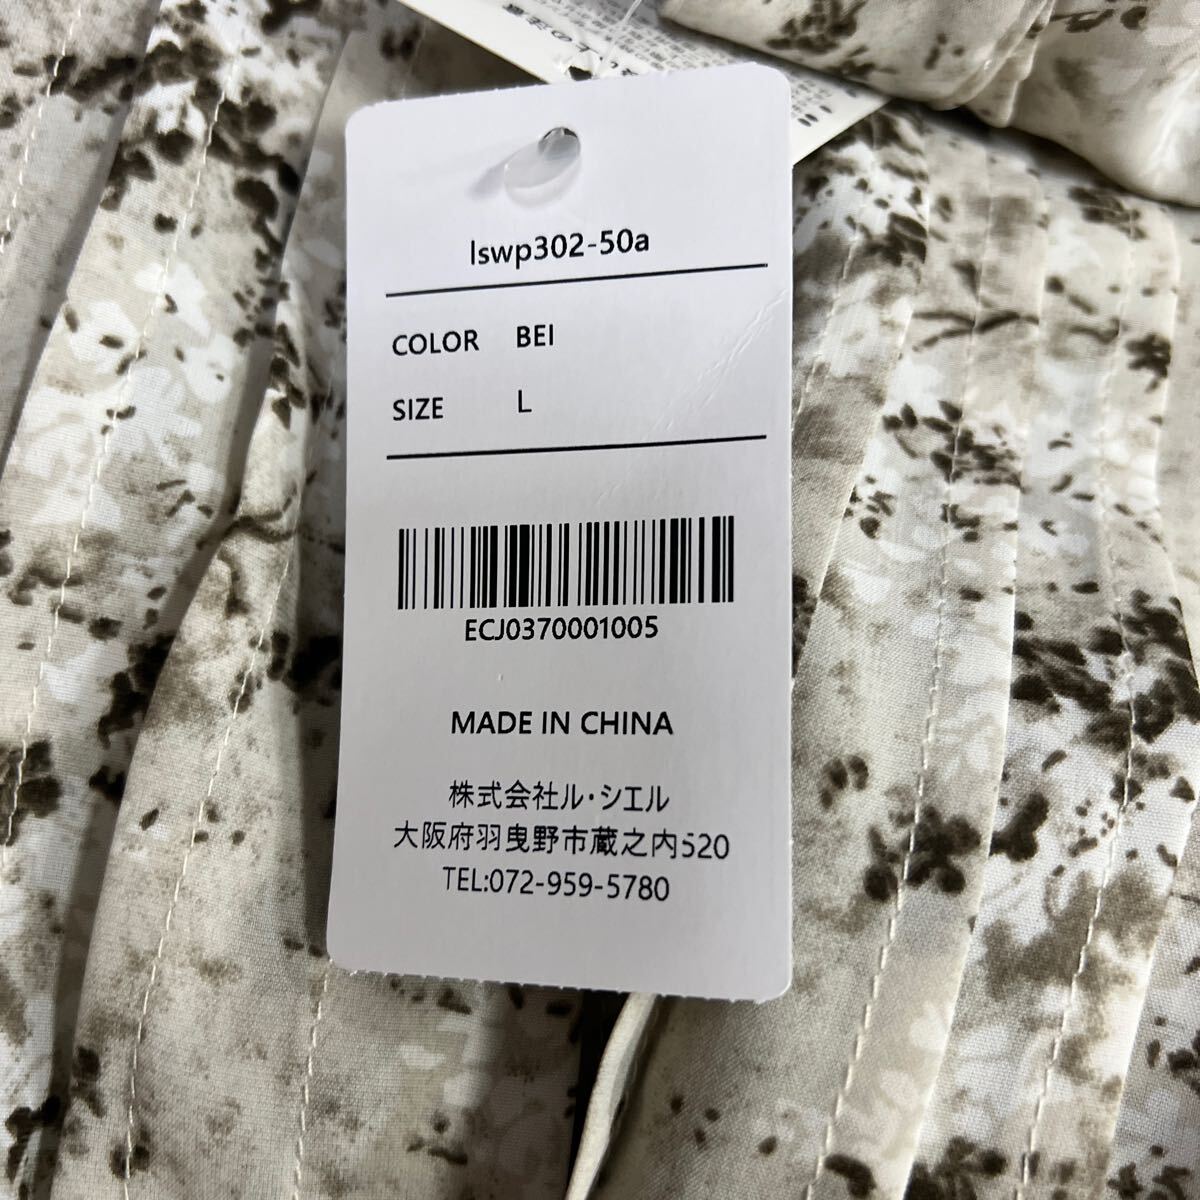 lswp302-50a
COLOR BEI
SIZE L
ECJ0370001005
MADE IN CHINA
株式会社ル・シエル
大阪府羽曳野市蔵之内520
TEL:072-959-5780